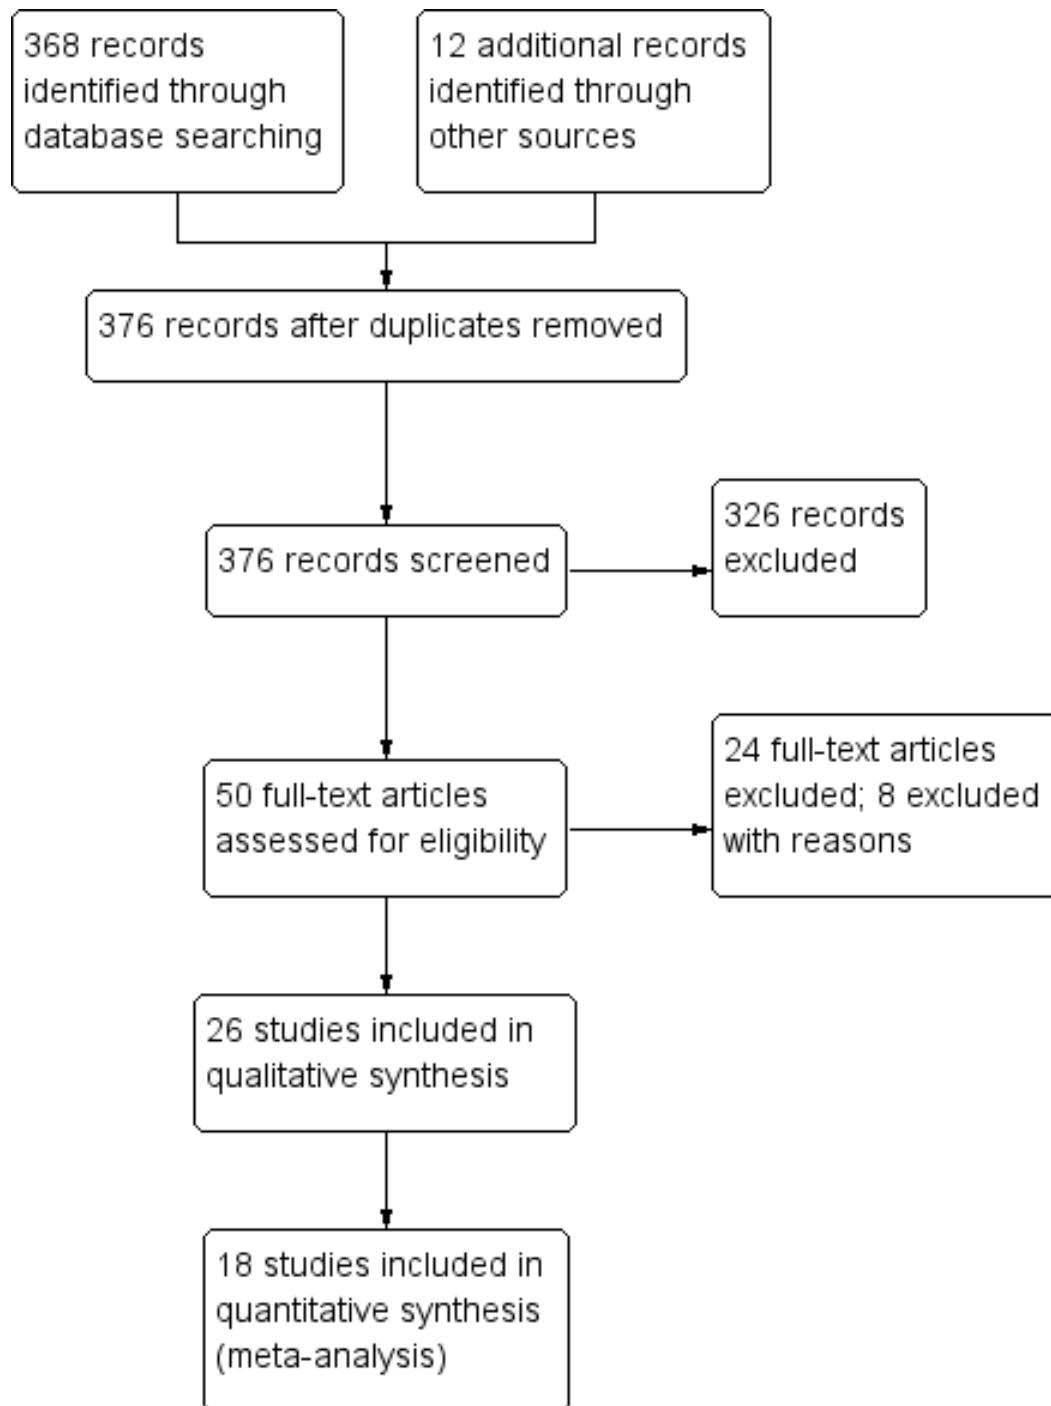 368 records
identified through
database searching
12 additional records
identified through
other sources
376 records after duplicates removed
376 records screened
326 records
excluded
50 full-text articles
assessed for eligibility
24 full-text articles
excluded; 8 excluded
with reasons
26 studies included in
qualitative synthesis
18 studies included in
quantitative synthesis
(meta-analysis)